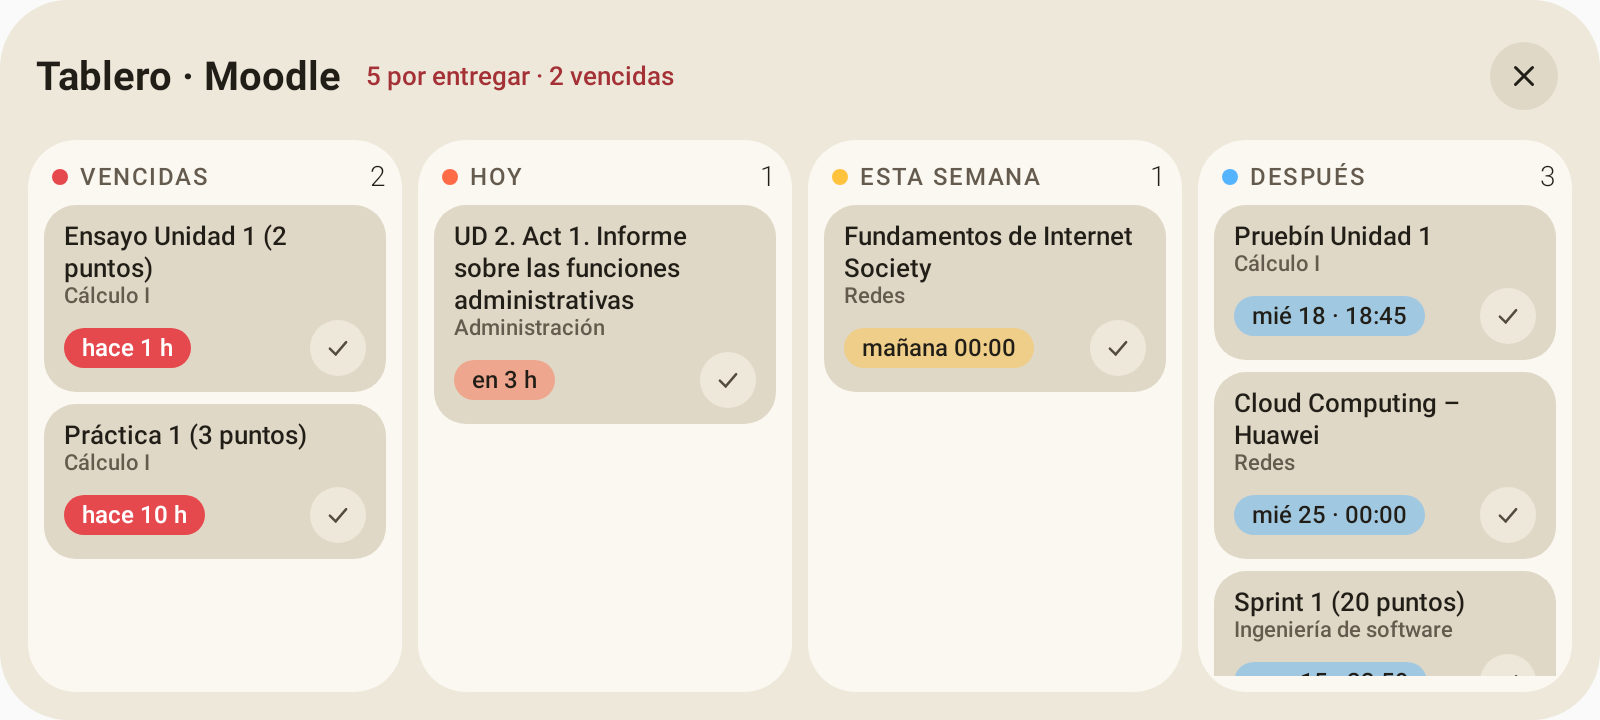 Tablero · Moodle
5 por entregar · 2 vencidas
VENCIDAS
2
Ensayo Unidad 1 (2
puntos)
Cálculo I
hace 1 h
Práctica 1 (3 puntos)
Cálculo I
hace 10 h
HOY
1
UD 2. Act 1. Informe
sobre las funciones
administrativas
Administración
en 3 h
ESTA SEMANA
1
Fundamentos de Internet
Society
Redes
mañana 00:00
DESPUÉS
3
Pruebín Unidad 1
Cálculo I
mié 18 · 18:45
Cloud Computing –
Huawei
Redes
mié 25 · 00:00
Sprint 1 (20 puntos)
Ingeniería de software